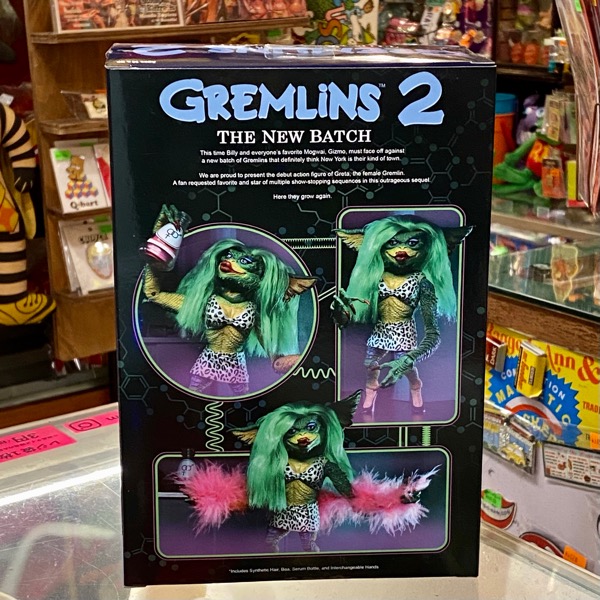 GREMLINS™ 2
THE NEW BATCH
This time Billy and everyone's favorite Mogwai, Gizmo, must face off against
a new batch of Gremlins that definitely think New York is their kind of town.
We are proud to present the debut action figure of Greta, the female Gremlin.
A fan requested favorite and star of multiple show-stopping sequences in this outrageous sequel.
Here they grow again.
*Includes Synthetic Hair, Boa, Serum Bottle, and Interchangeable Hands.
Q-bart
Ann &